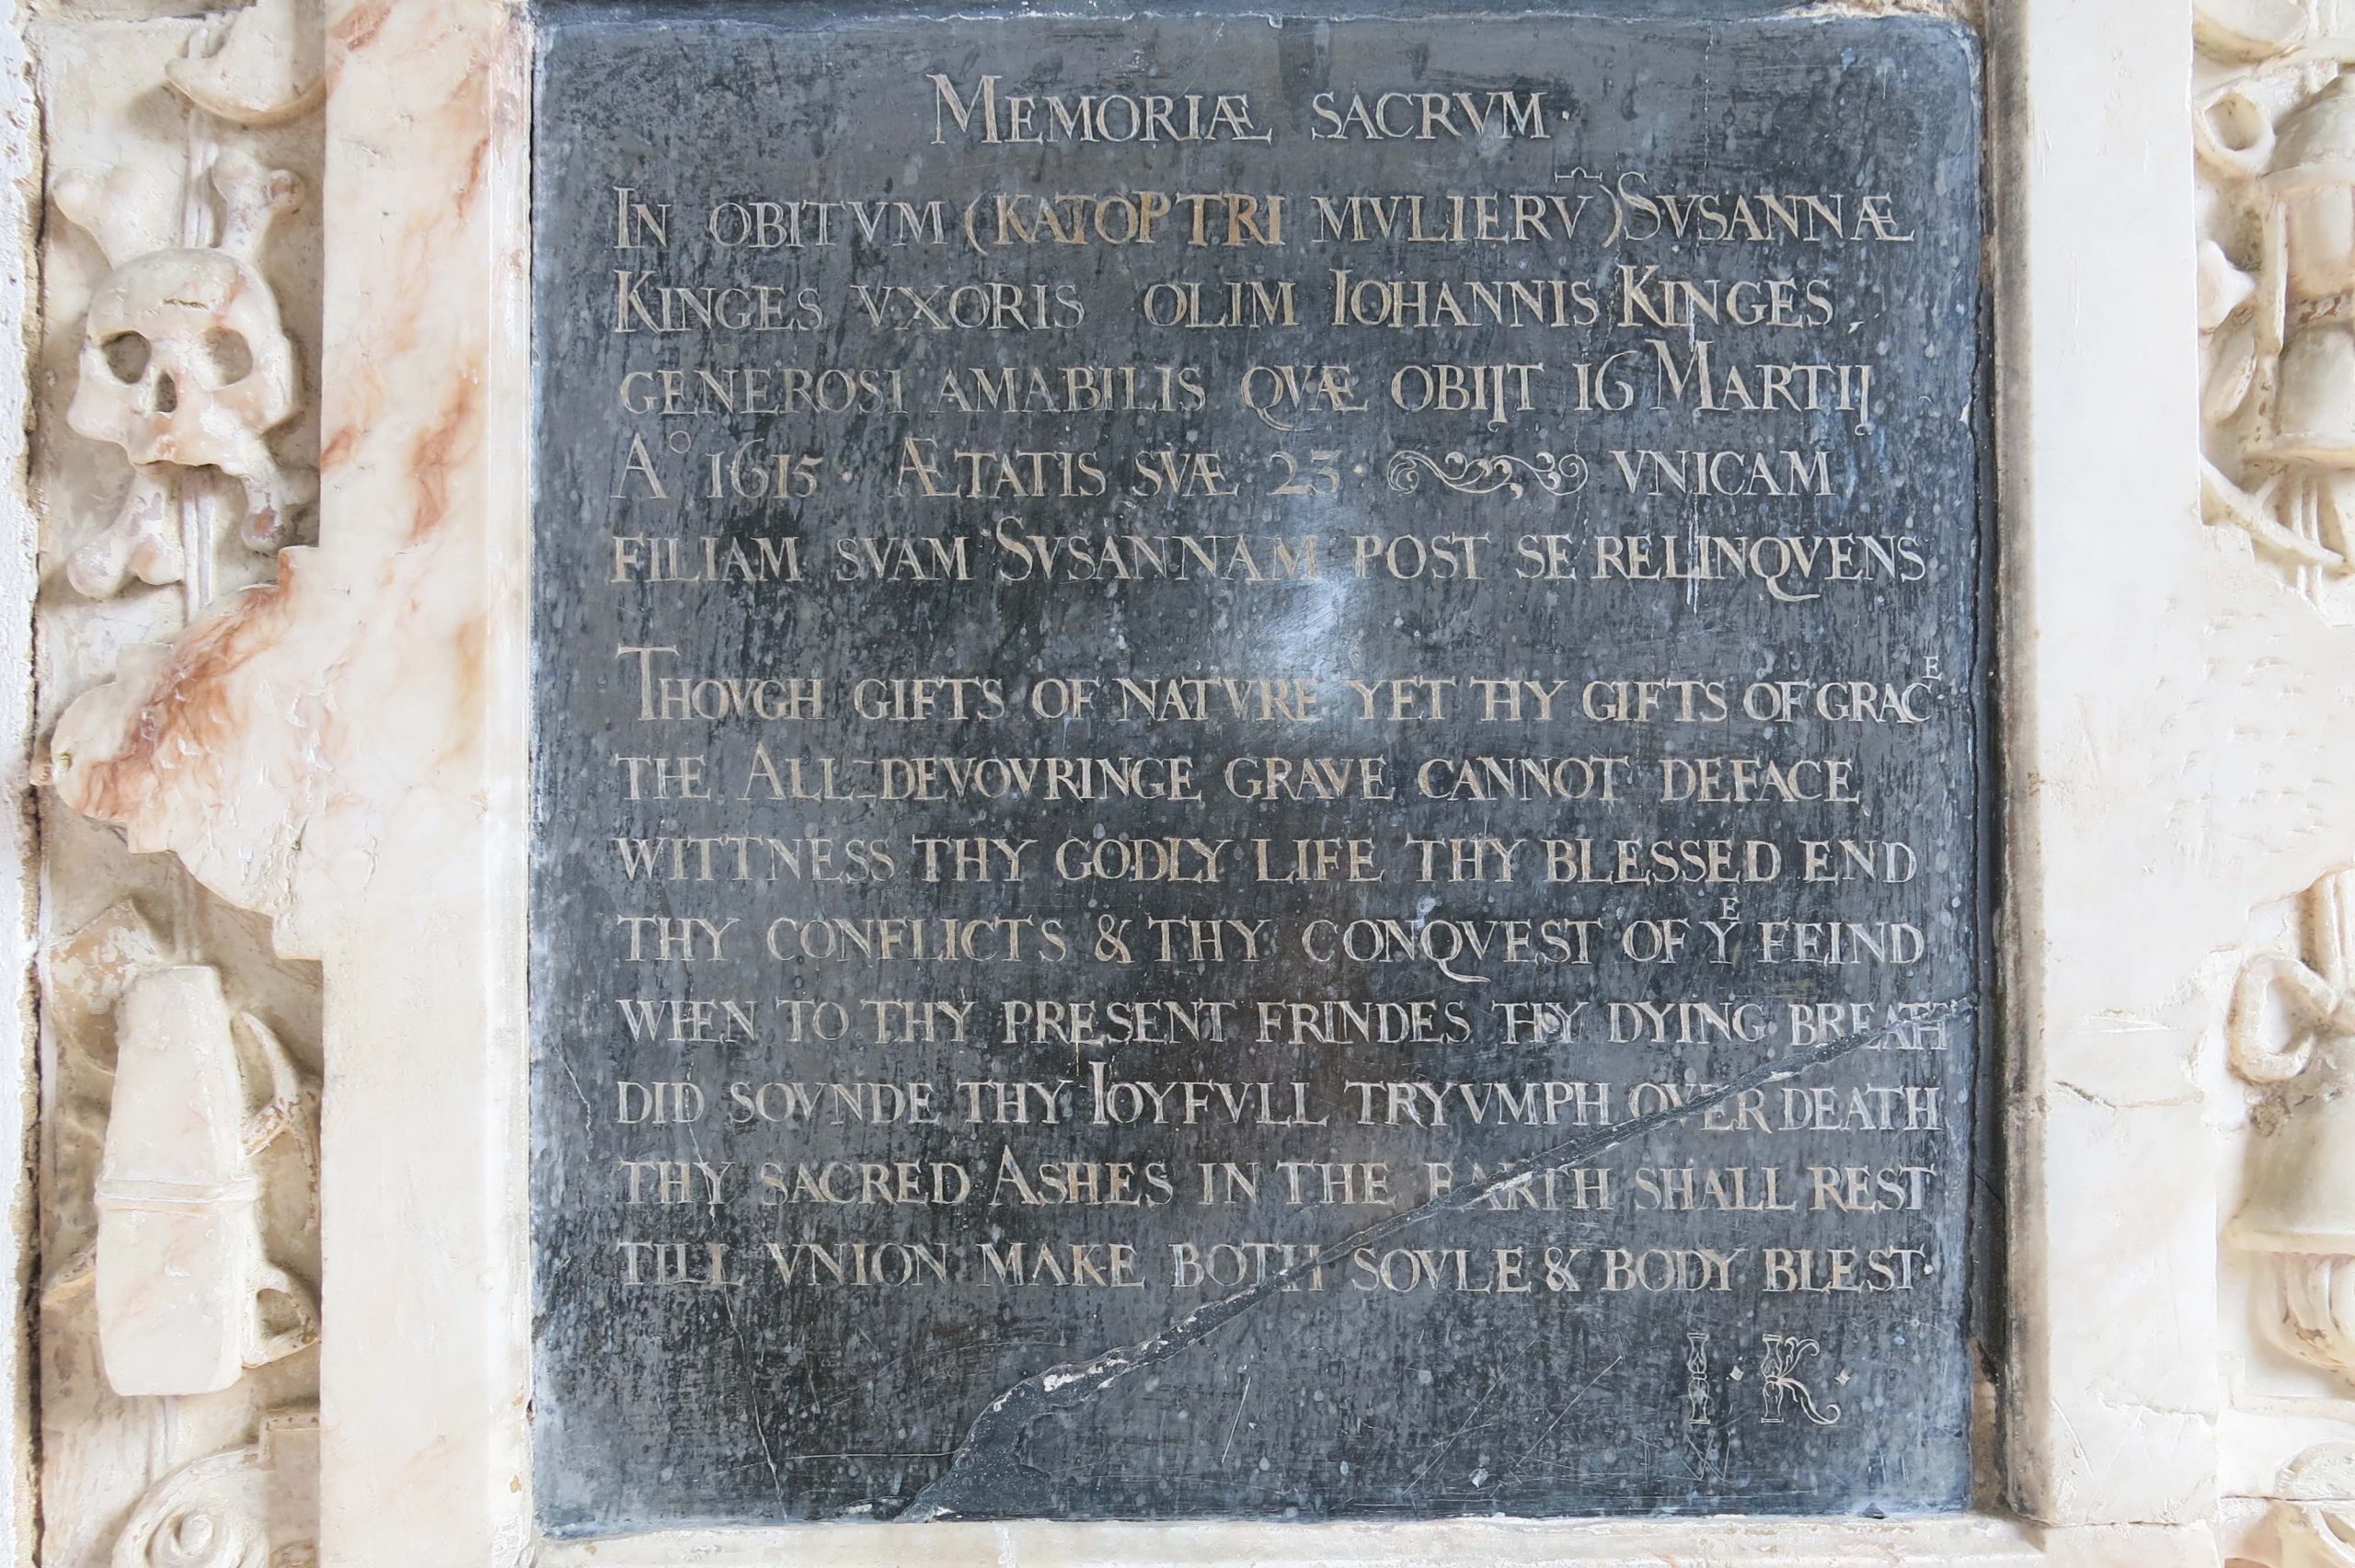 MEMORIÆ SACRVM·
IN OBITVM (KATOPTRI MVLIERV̄) SVSANNÆ
KINGES VXORIS OLIM IOHANNIS KINGES
GENEROSI AMABILIS QVÆ OBIJT 16 MARTIJ
A° 1615· ÆTATIS SVÆ 23· VNICAM
FILIAM SVAM SVSANNAM POST SE RELINQVENS
THOVGH GIFTS OF NATVRE YET THY GIFTS OF GRACE
THE ALL-DEVOVRINGE GRAVE CANNOT DEFACE
WITTNESS THY GODLY LIFE THY BLESSED END
THY CONFLICTS & THY CONQVEST OF Yᴱ FEIND
WHEN TO THY PRESENT FRINDES THY DYING BREATH
DID SOVNDE THY IOYFVLL TRYVMPH OVER DEATH
THY SACRED ASHES IN THE EARTH SHALL REST
TILL VNION MAKE BOTH SOVLE & BODY BLEST·
I·K·
W